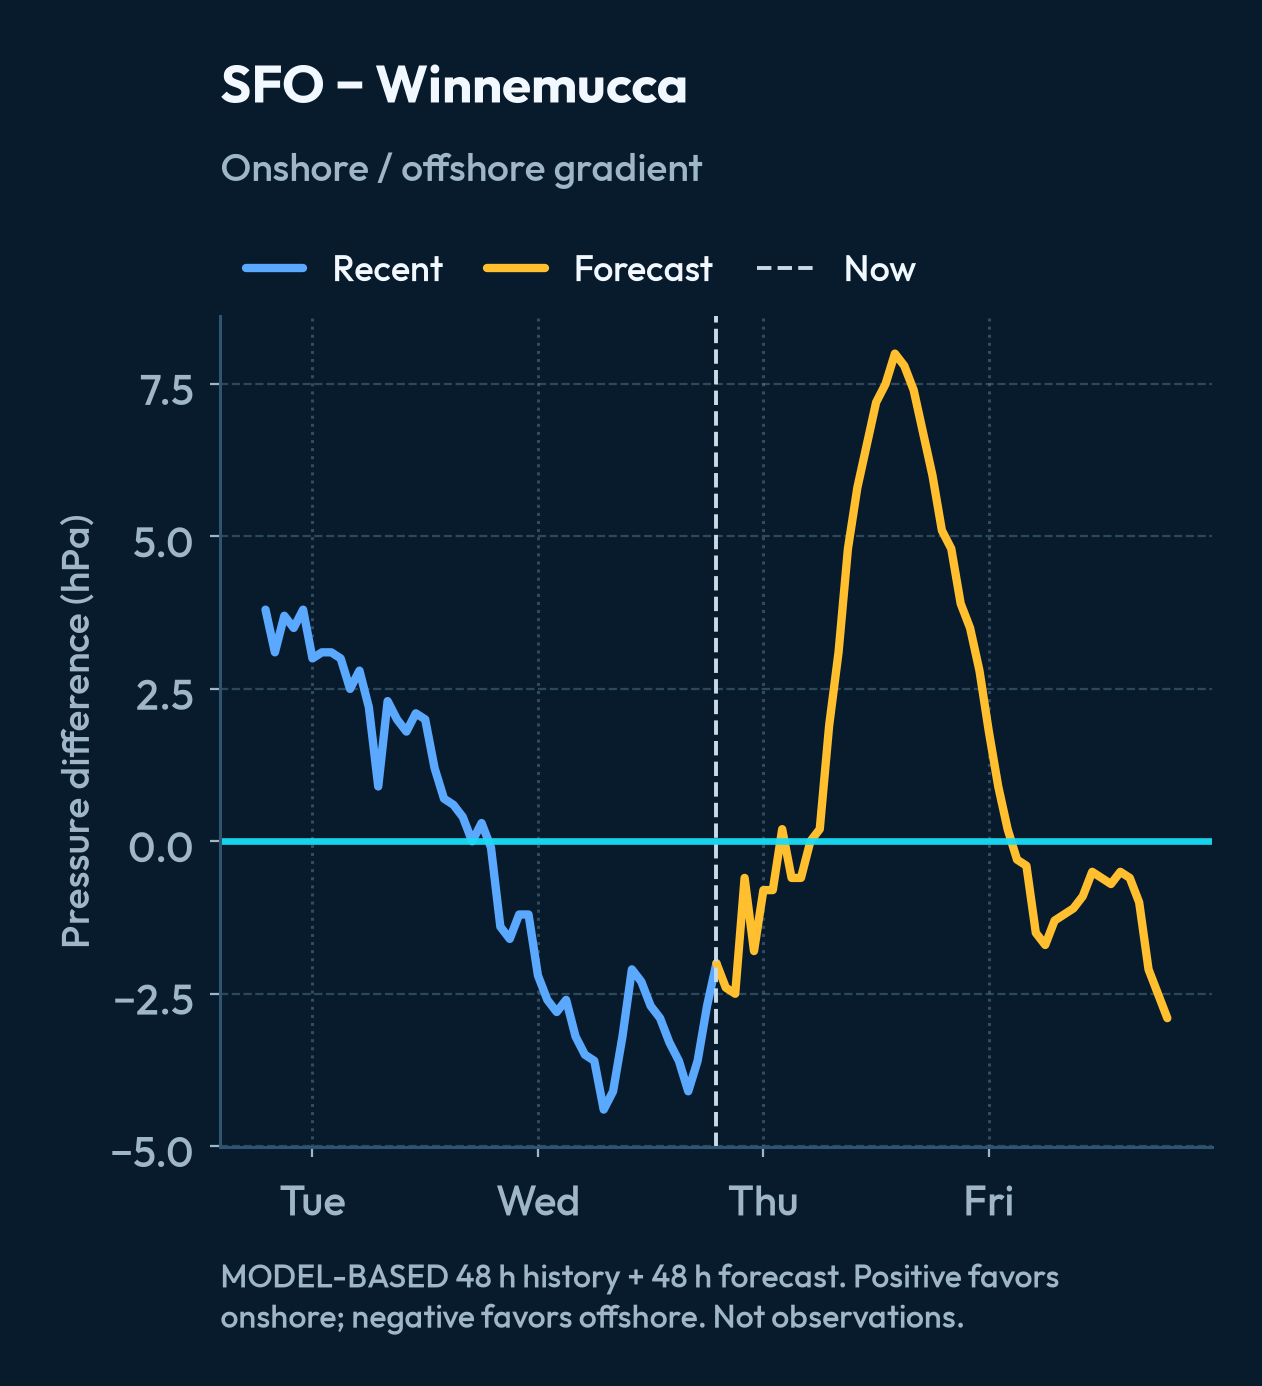 SFO – Winnemucca
Onshore / offshore gradient
Recent
Forecast
Now
Pressure difference (hPa)
7.5
5.0
2.5
0.0
−2.5
−5.0
Tue
Wed
Thu
Fri
MODEL-BASED 48 h history + 48 h forecast. Positive favors
onshore; negative favors offshore. Not observations.